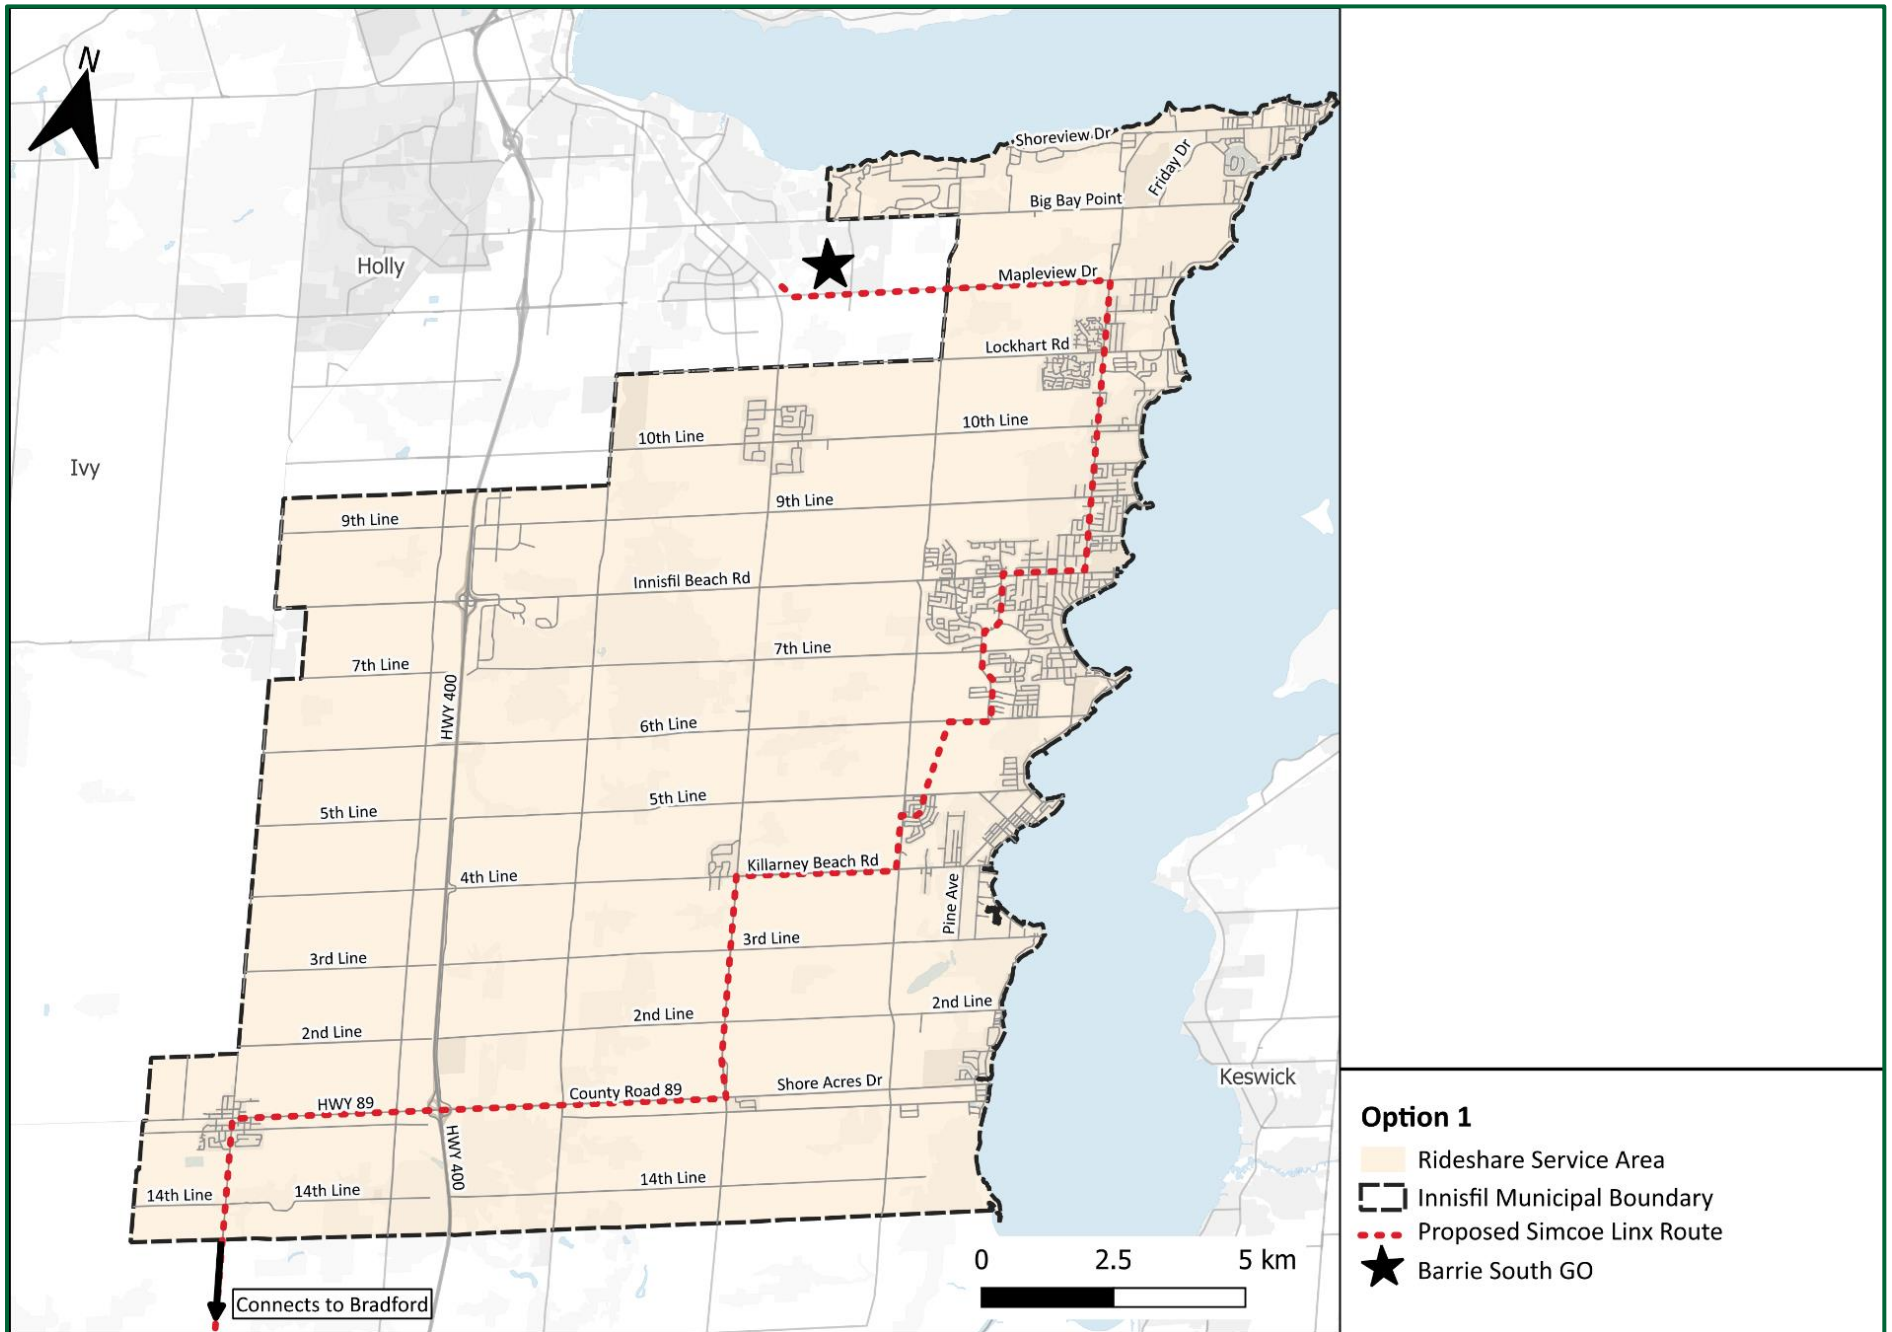 N
Shoreview Dr
Friday Dr
Big Bay Point
Holly
Mapleview Dr
Lockhart Rd
10th Line
10th Line
Ivy
9th Line
9th Line
Innisfil Beach Rd
7th Line
7th Line
HWY 400
6th Line
5th Line
5th Line
Killarney Beach Rd
4th Line
Pine Ave
3rd Line
3rd Line
2nd Line
2nd Line
2nd Line
Keswick
Shore Acres Dr
County Road 89
HWY 89
HWY 400
14th Line
14th Line
14th Line
0 2.5 5 km
Connects to Bradford
Option 1
Rideshare Service Area
Innisfil Municipal Boundary
Proposed Simcoe Linx Route
Barrie South GO